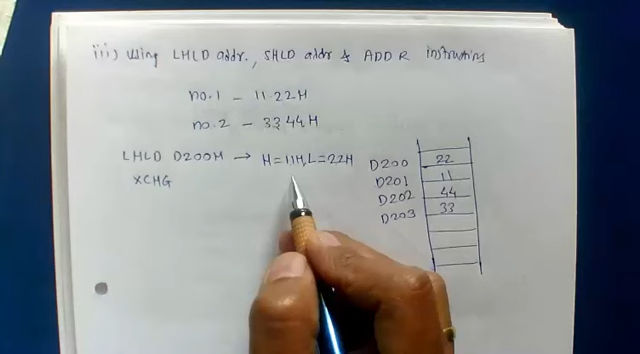 iii) Using LHLD addr., SHLD addr & ADD R instructions
no.1 - 1122H
no.2 - 3344H
LHLD D200H → H=11H, L=22H
XCHG
D200 22
D201 11
D202 44
D203 33